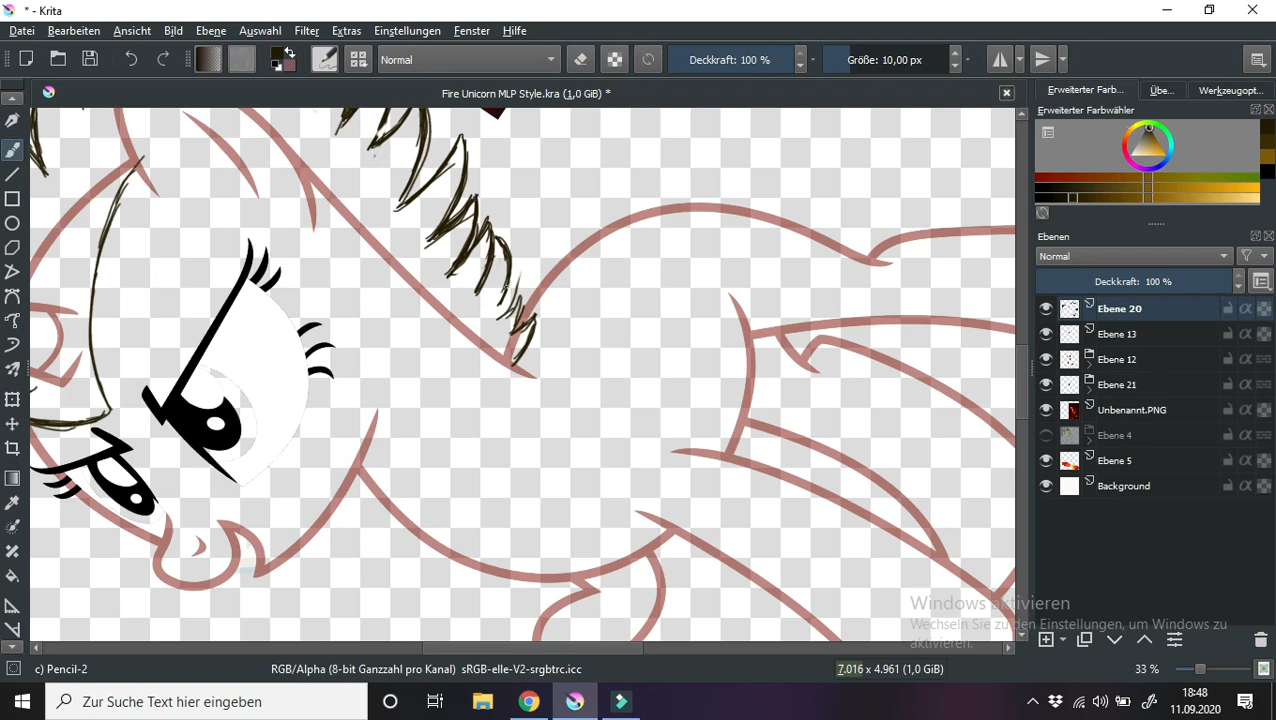 * - Krita
Datei Bearbeiten Ansicht Bild Ebene Auswahl Filter Extras Einstellungen Fenster Hilfe
Normal Deckkraft: 100 % Größe: 10,00 px
Fire Unicorn MLP Style.kra (1,0 GiB) *
Erweiterter Farb... Übe... Werkzeugopt...
Erweiterter Farbwähler
Ebenen
Normal
Deckkraft: 100 %
Ebene 20
Ebene 13
Ebene 12
Ebene 21
Unbenannt.PNG
Ebene 4
Ebene 5
Background
Windows aktivieren
Wechseln Sie zu den Einstellungen, um Windows zu
aktivieren.
c) Pencil-2 RGB/Alpha (8-bit Ganzzahl pro Kanal) sRGB-elle-V2-srgbtrc.icc 7.016 x 4.961 (1,0 GiB) 33 %
Zur Suche Text hier eingeben
18:48
11.09.2020